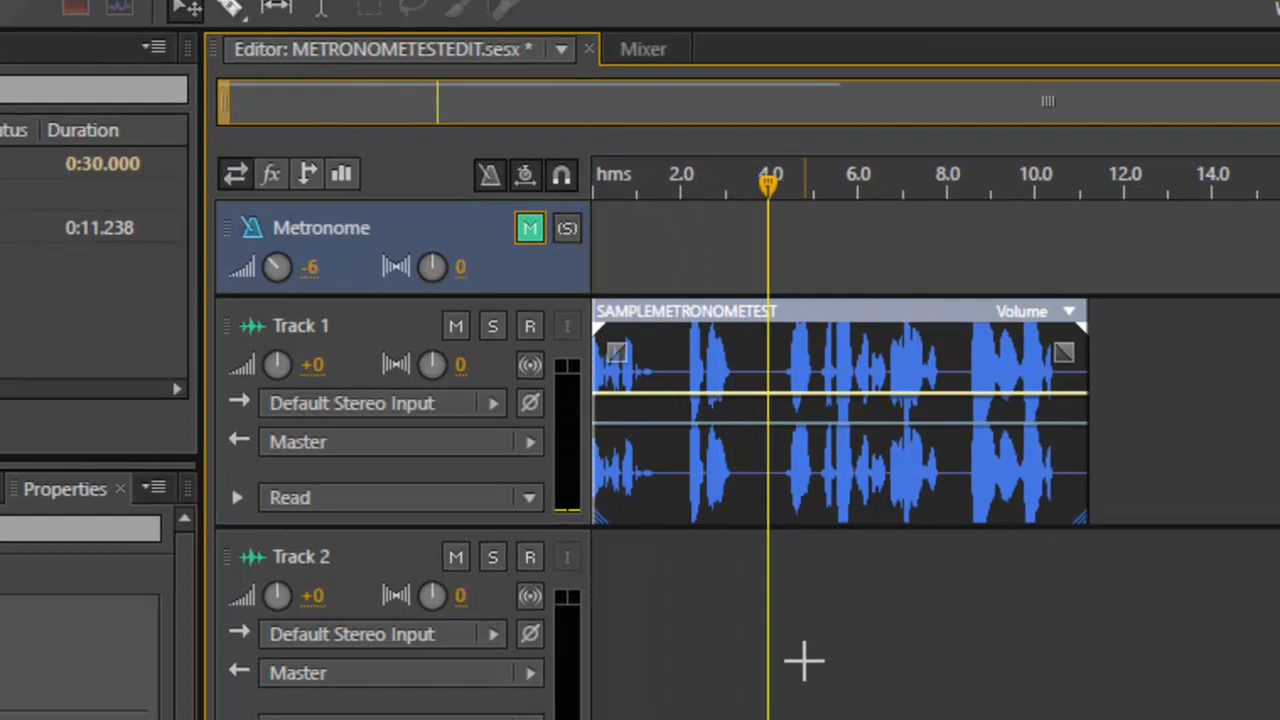 Editor: METRONOMETESTEDIT.sesx *
Mixer
tus Duration
0:30.000
0:11.238
fx
hms 2.0 4.0 6.0 8.0 10.0 12.0 14.0
Metronome M (S)
-6 0
SAMPLEMETRONOMETEST Volume
Track 1 M S R I
+0 0
Default Stereo Input
Master
Properties
Read
Track 2 M S R I
+0 0
Default Stereo Input
Master